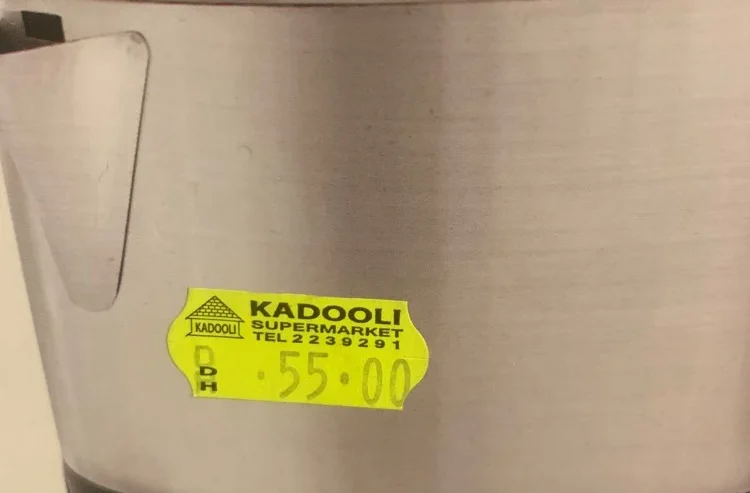 KADOOLI
KADOOLI
SUPERMARKET
TEL 2239291
D
DH
·55·00